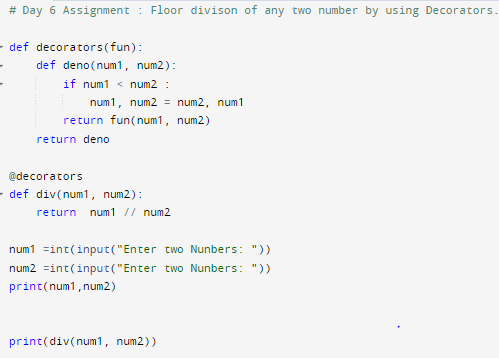 # Day 6 Assignment : Floor divison of any two number by using Decorators.
def decorators(fun):
    def deno(num1, num2):
        if num1 < num2 :
            num1, num2 = num2, num1
        return fun(num1, num2)
    return deno
@decorators
def div(num1, num2):
    return  num1 // num2
num1 =int(input("Enter two Nunbers: "))
num2 =int(input("Enter two Nunbers: "))
print(num1,num2)
print(div(num1, num2))